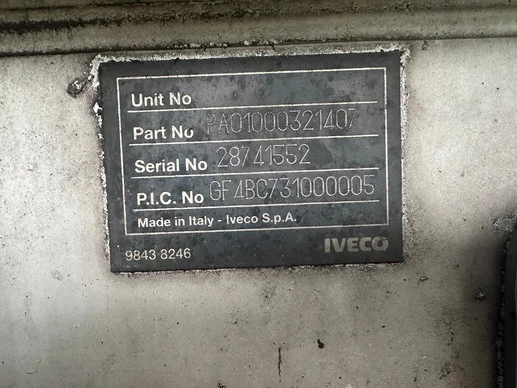 Unit No
Part No PA01000321407
Serial No 28741552
P.I.C. No GF4BC731000005
Made in Italy - Iveco S.p.A.
9843 8246 IVECO